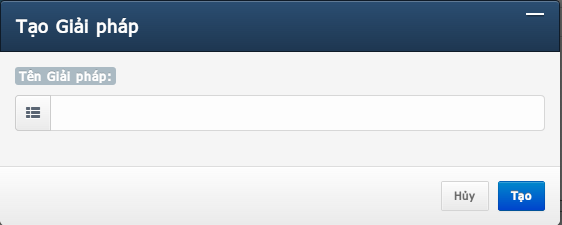 Tạo Giải pháp
Tên Giải pháp:
Hủy
Tạo